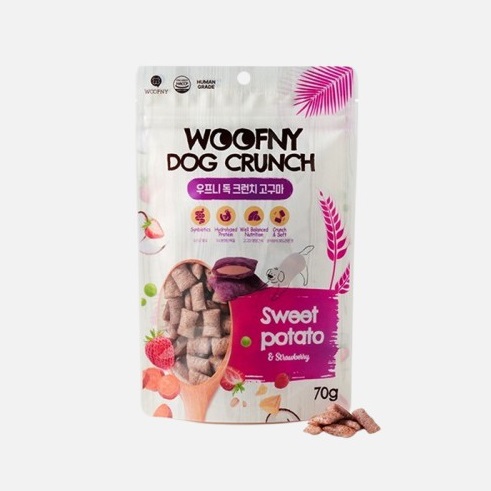 WOOFNY
HACCP
HUMAN
GRADE
WOOFNY
DOG CRUNCH
우프니 독 크런치 고구마
Synbiotics
Hydrolyzed
Protein
Well Balanced
Nutrition
Crunch
& Soft
Sweet
potato
& Strawberry
70g